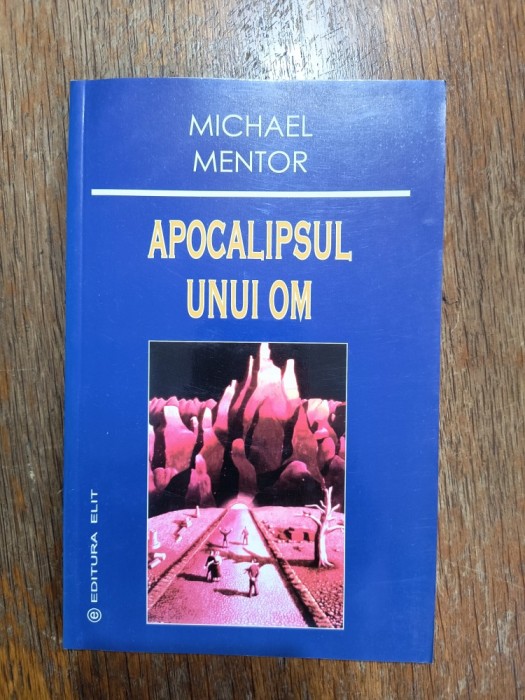 MICHAEL
MENTOR
APOCALIPSUL
UNUI OM
e EDITURA ELIT